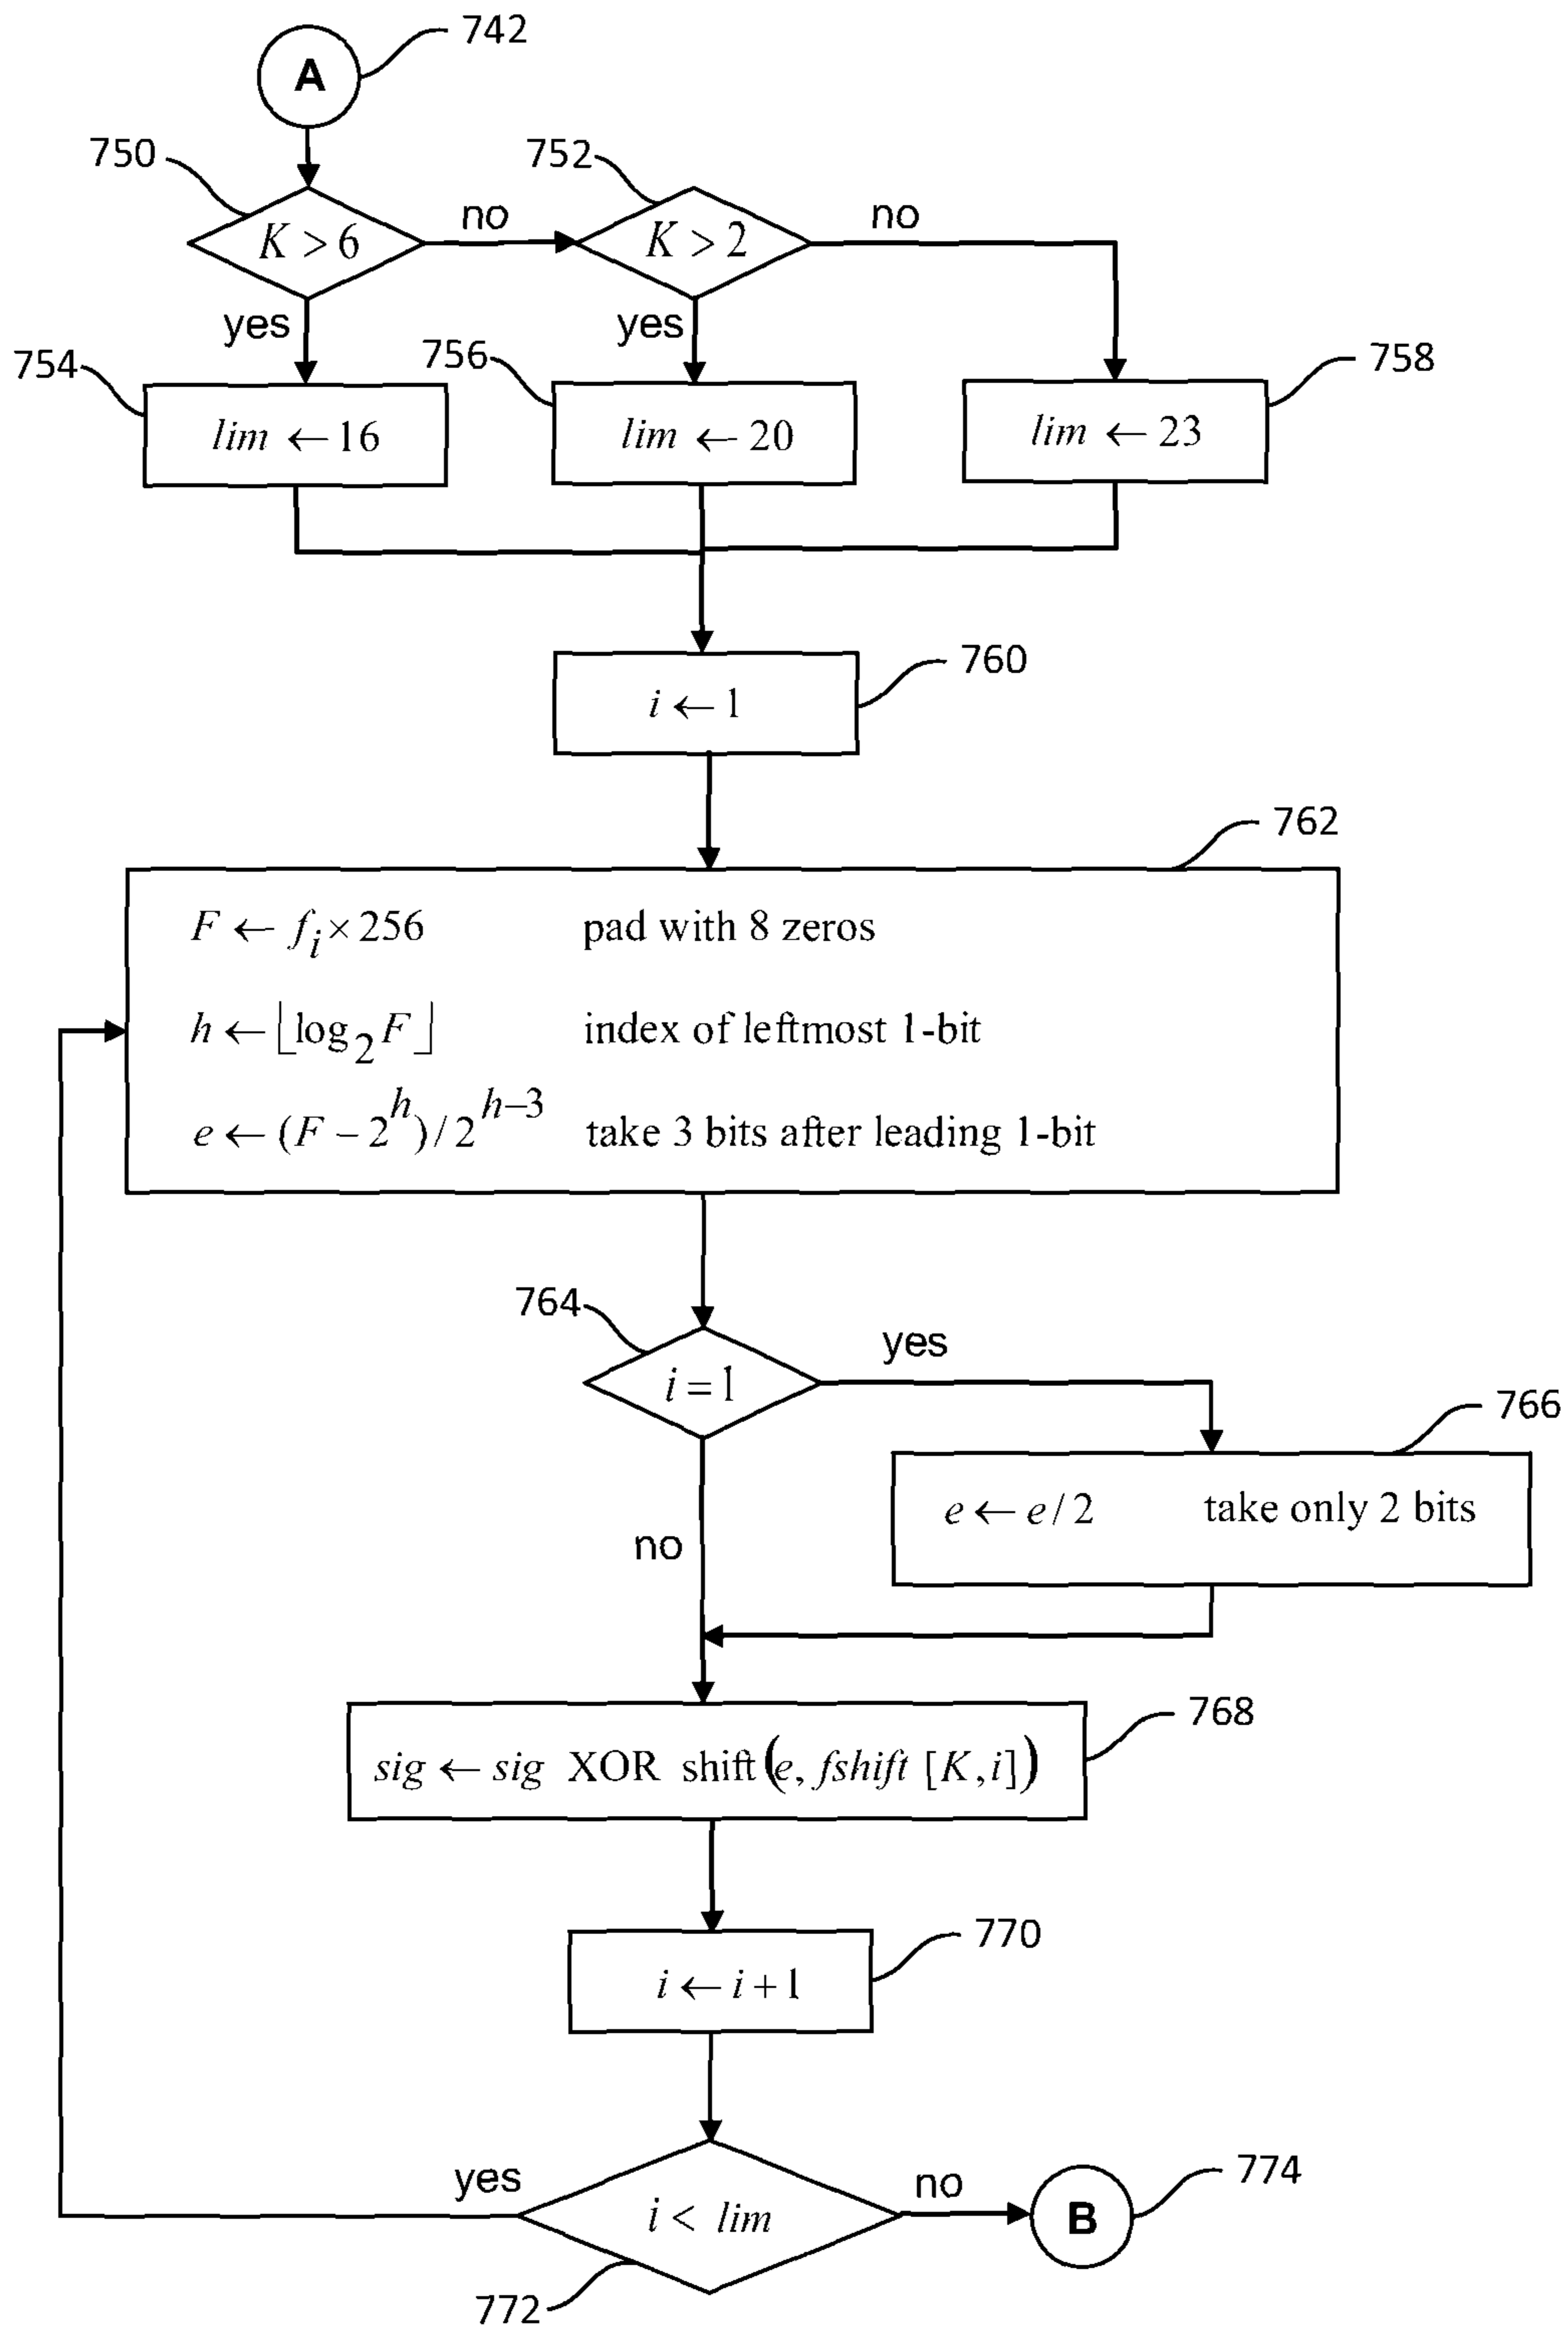 A
742
750
752
K > 6
no
K > 2
no
yes
yes
754
756
758
lim ← 16
lim ← 20
lim ← 23
760
i ← 1
762
F ← f_i × 256 pad with 8 zeros
h ← ⌊log_2 F⌋ index of leftmost 1-bit
e ← (F − 2^h) / 2^{h−3} take 3 bits after leading 1-bit
764
yes
i = 1
766
e ← e / 2 take only 2 bits
no
768
sig ← sig XOR shift(e, fshift [K, i])
770
i ← i + 1
yes
no
774
i < lim
B
772